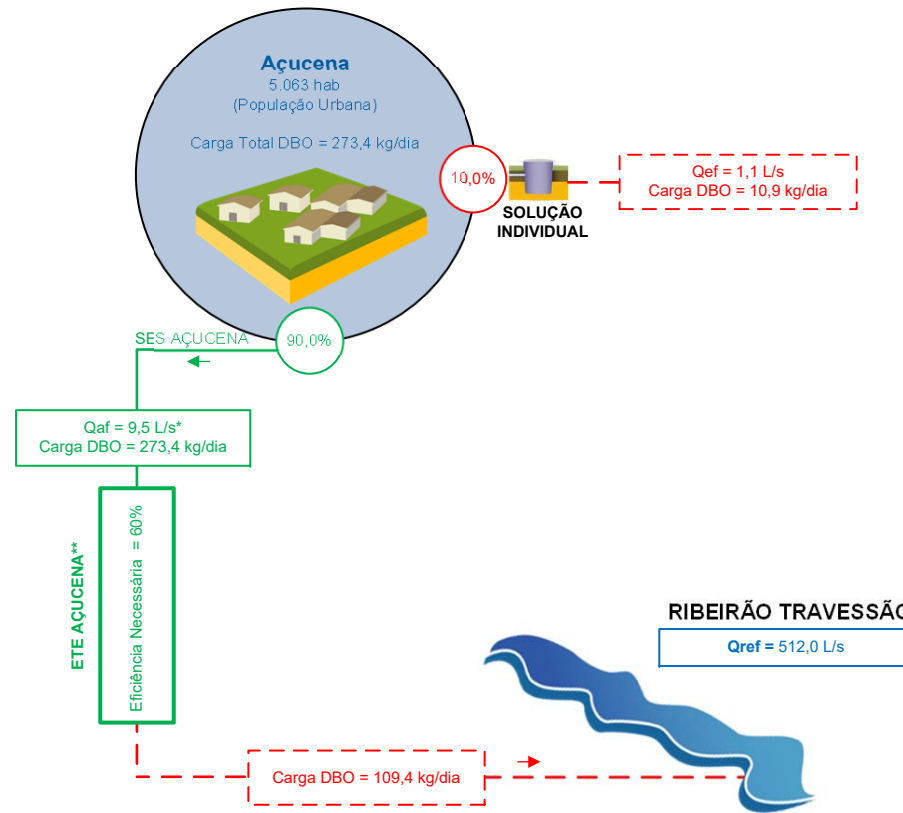 Açucena
5.063 hab
(População Urbana)
Carga Total DBO = 273,4 kg/dia
10,0%
SOLUÇÃO
INDIVIDUAL
Qef = 1,1 L/s
Carga DBO = 10,9 kg/dia
SES AÇUCENA
90,0%
Qaf = 9,5 L/s*
Carga DBO = 273,4 kg/dia
ETE AÇUCENA**
Eficiência Necessária = 60%
RIBEIRÃO TRAVESSÃO
Qref = 512,0 L/s
Carga DBO = 109,4 kg/dia